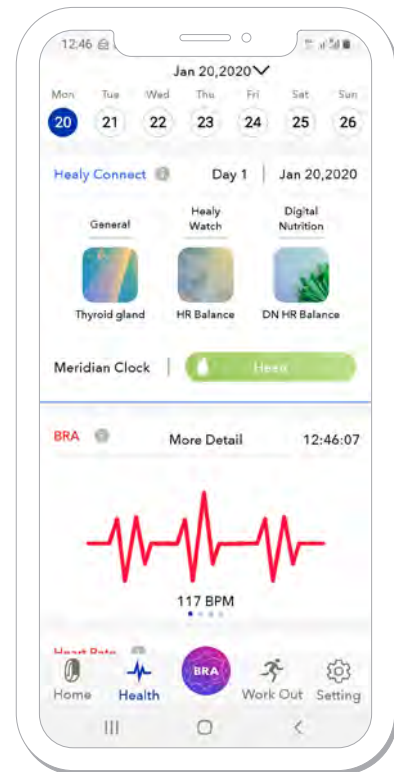 12:46
Jan 20,2020
Mon Tue Wed Thu Fri Sat Sun
20 21 22 23 24 25 26
Healy Connect Day 1 | Jan 20,2020
General Healy Watch Digital Nutrition
Thyroid gland HR Balance DN HR Balance
Meridian Clock | Heart
BRA More Detail 12:46:07
117 BPM
Heart Rate
BRA
Home Health Work Out Setting